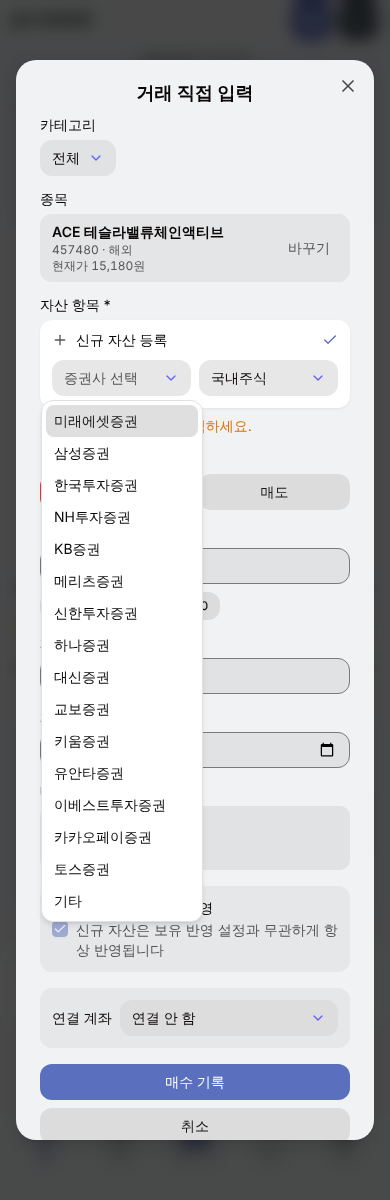 거래 직접 입력
카테고리
전체
종목
ACE 테슬라밸류체인액티브
457480 · 해외
현재가 15,180원
바꾸기
자산 항목 *
신규 자산 등록
증권사 선택
국내주식
하세요.
미래에셋증권
삼성증권
한국투자증권
매도
NH투자증권
KB증권
메리츠증권
신한투자증권
하나증권
대신증권
교보증권
키움증권
유안타증권
이베스트투자증권
카카오페이증권
토스증권
기타
영
신규 자산은 보유 반영 설정과 무관하게 항
상 반영됩니다
연결 계좌
연결 안 함
매수 기록
취소